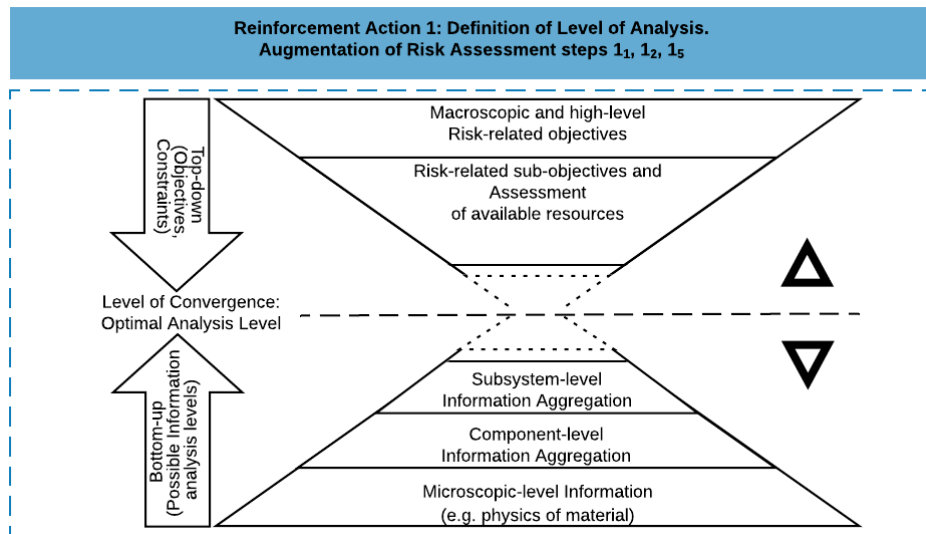 Reinforcement Action 1: Definition of Level of Analysis.
Augmentation of Risk Assessment steps 1₁, 1₂, 1₅
Top-down
(Objectives,
Constraints)
Macroscopic and high-level
Risk-related objectives
Risk-related sub-objectives and
Assessment
of available resources
Level of Convergence:
Optimal Analysis Level
Bottom-up
(Possible Information
analysis levels)
Subsystem-level
Information Aggregation
Component-level
Information Aggregation
Microscopic-level Information
(e.g. physics of material)